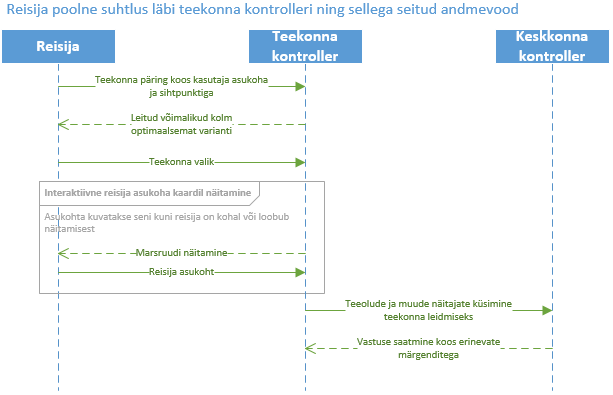 Reisija poolne suhtlus läbi teekonna kontrolleri ning sellega seitud andmevood
Reisija
Teekonna
kontroller
Keskkonna
kontroller
Teekonna päring koos kasutaja asukoha
ja sihtpunktiga
Leitud võimalikud kolm
optimaalsemat varianti
Teekonna valik
Interaktiivne reisija asukoha kaardil näitamine
Asukohta kuvatakse seni kuni reisija on kohal või loobub
näitamisest
Marsruudi näitamine
Reisija asukoht
Teeolude ja muude näitajate küsimine
teekonna leidmiseks
Vastuse saatmine koos erinevate
märgenditega